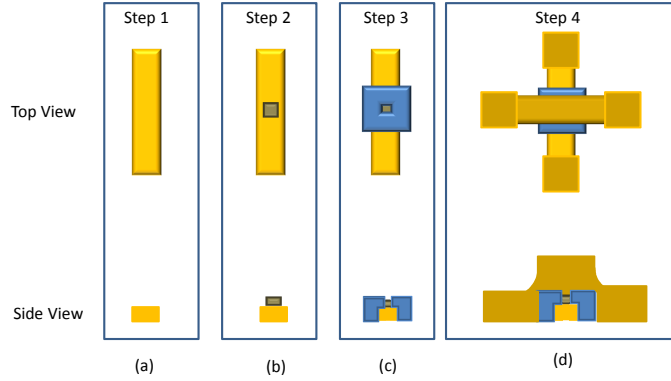 Step 1 Step 2 Step 3 Step 4
Top View
Side View
(a) (b) (c) (d)